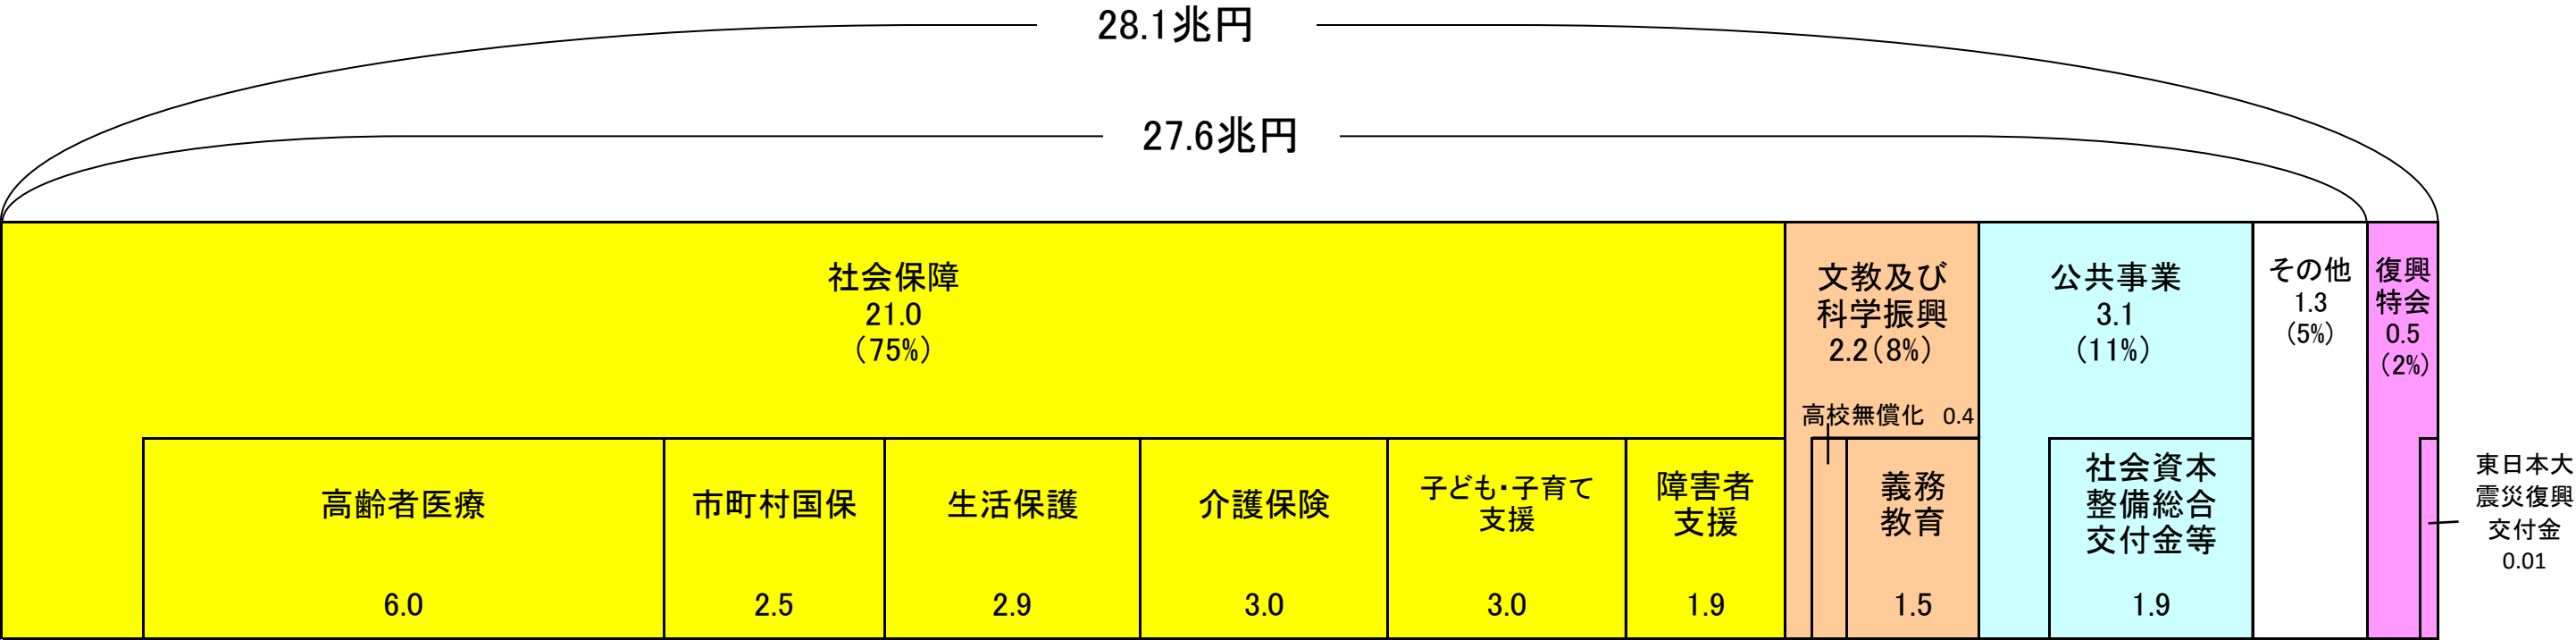 28.1兆円
27.6兆円
社会保障
21.0
(75%)
文教及び
科学振興
2.2(8%)
公共事業
3.1
(11%)
その他
1.3
(5%)
復興
特会
0.5
(2%)
高校無償化 0.4
高齢者医療
6.0
市町村国保
2.5
生活保護
2.9
介護保険
3.0
子ども・子育て
支援
3.0
障害者
支援
1.9
義務
教育
1.5
社会資本
整備総合
交付金等
1.9
東日本大
震災復興
交付金
0.01